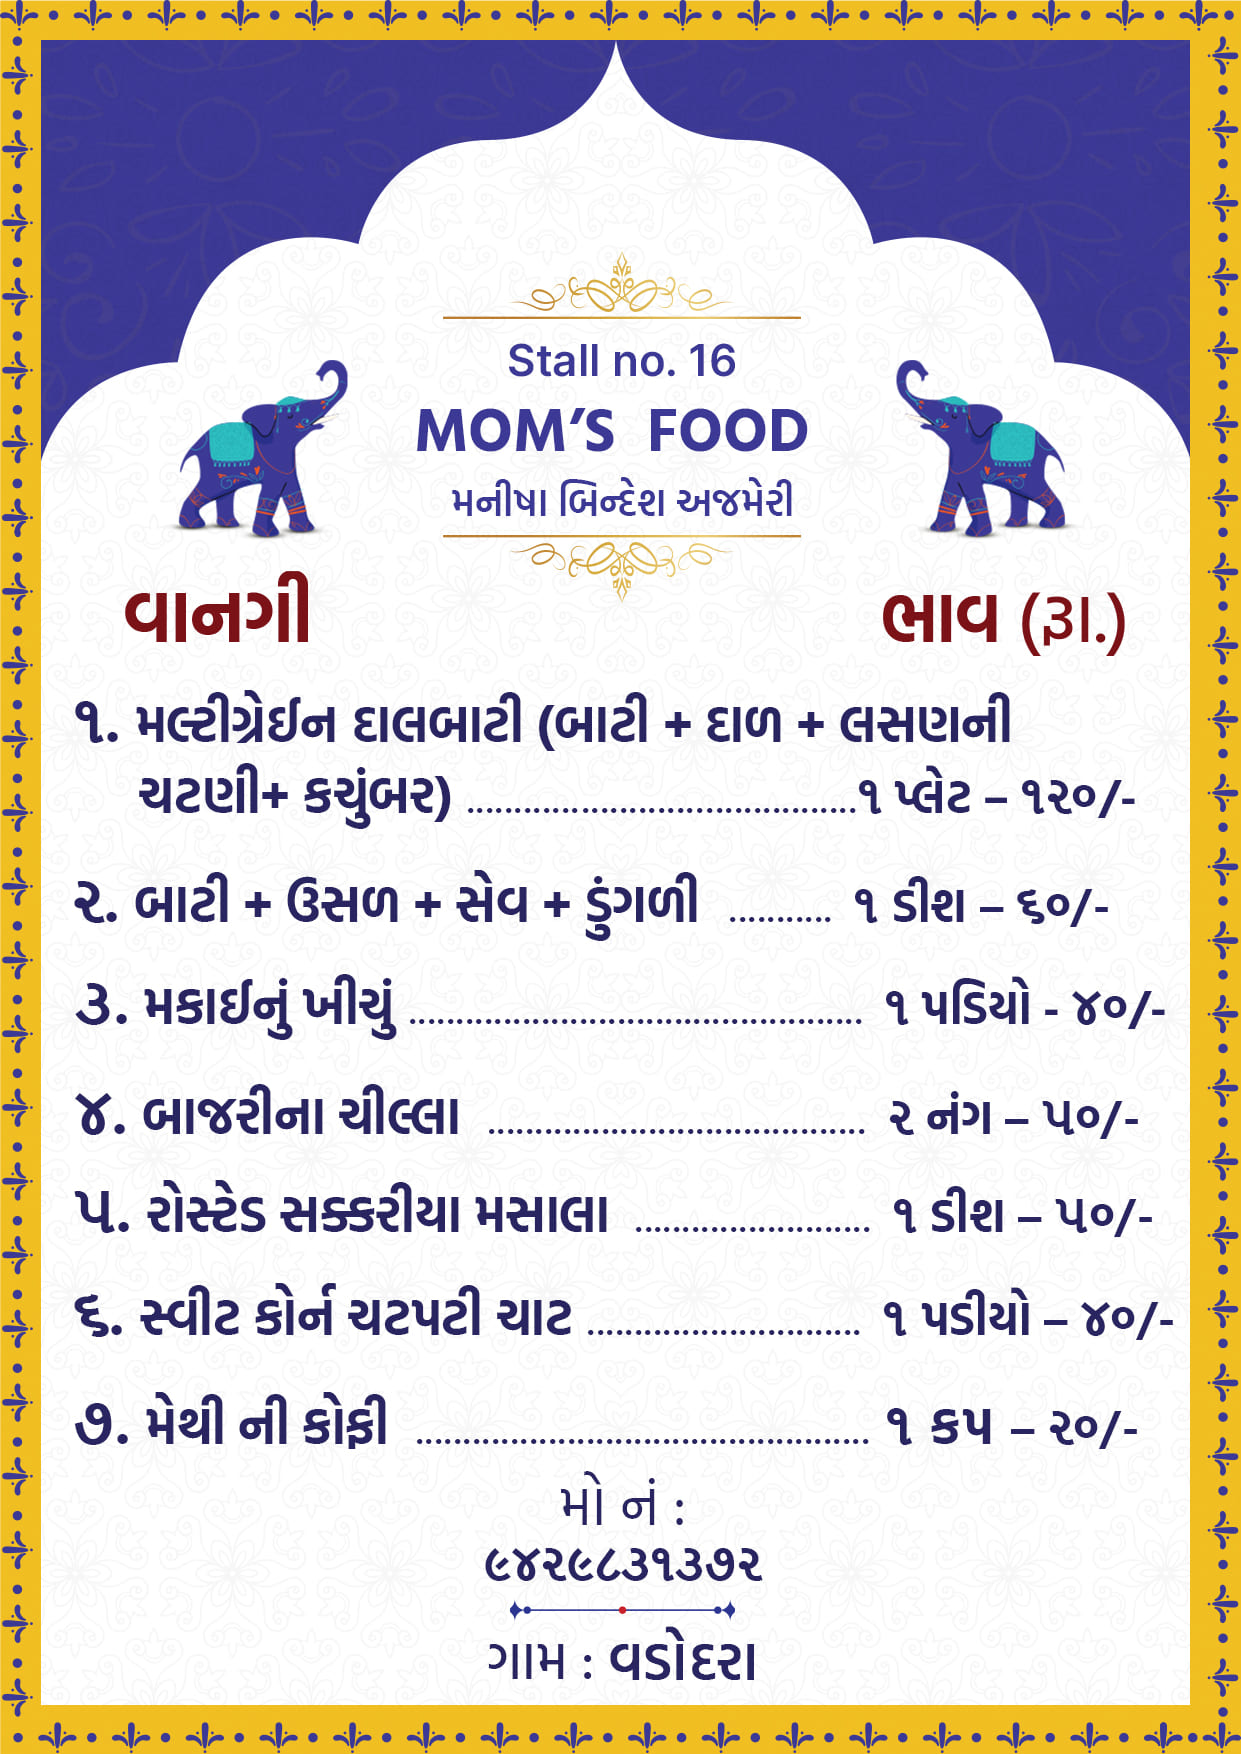 Stall no. 16
MOM'S FOOD
મનીષા બિન્દેશ અજમેરી
વાનગી ભાવ (રૂા.)
૧. મલ્ટીગ્રેઈન દાલબાટી (બાટી + દાળ + લસણની
ચટણી+ કચુંબર) ......................................૧ પ્લેટ – ૧૨૦/-
૨. બાટી + ઉસળ + સેવ + ડુંગળી .......... ૧ ડીશ – ૬૦/-
૩. મકાઈનું ખીચું ............................................ ૧ પડિયો - ૪૦/-
૪. બાજરીના ચીલ્લા ..................................... ૨ નંગ – ૫૦/-
૫. રોસ્ટેડ સક્કરીયા મસાલા ....................... ૧ ડીશ – ૫૦/-
૬. સ્વીટ કોર્ન ચટપટી ચાટ ........................... ૧ પડીયો – ૪૦/-
૭. મેથી ની કોફી ............................................ ૧ કપ – ૨૦/-
મો નં :
૯૪૨૯૮૩૧૩૭૨
ગામ : વડોદરા